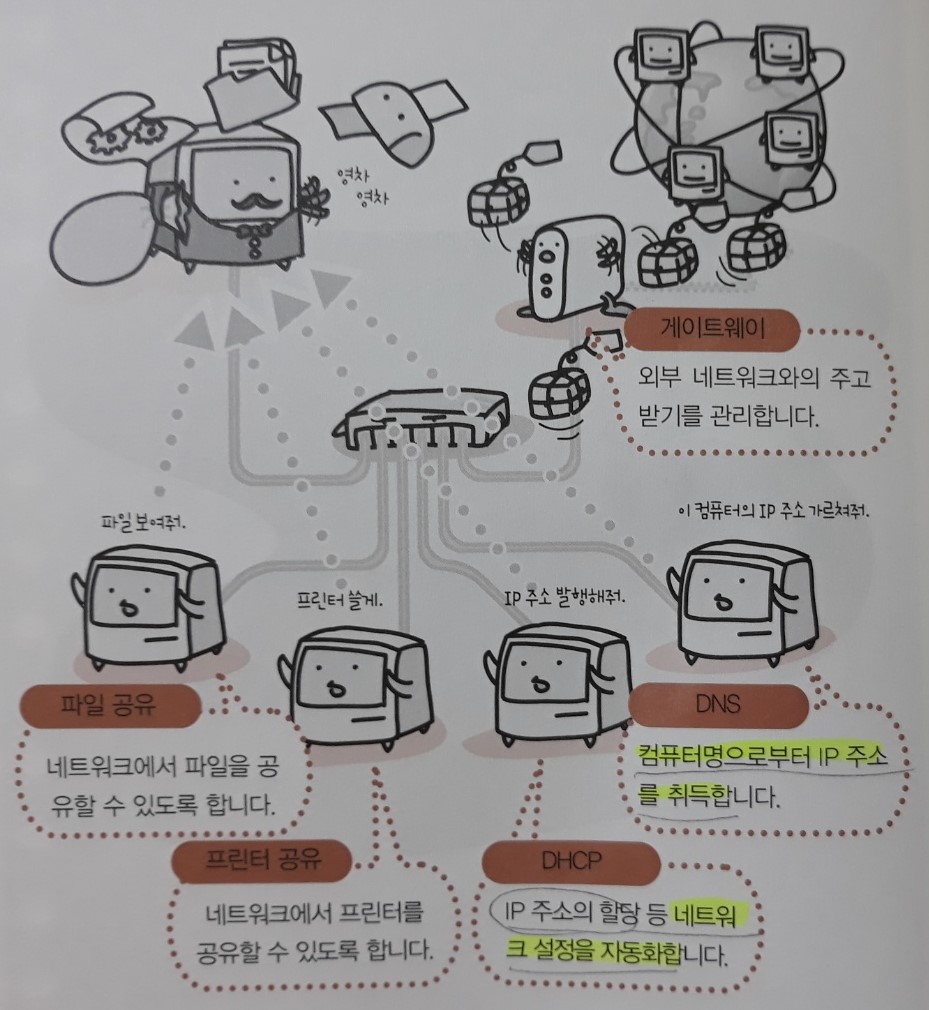 영차
영차
게이트웨이
외부 네트워크와의 주고
받기를 관리합니다.
파일 보여줘.
이 컴퓨터의 IP 주소 가르쳐줘.
프린터 쓸게.
IP 주소 발행해줘.
파일 공유
네트워크에서 파일을 공
유할 수 있도록 합니다.
DNS
컴퓨터명으로부터 IP 주소
를 취득합니다.
프린터 공유
네트워크에서 프린터를
공유할 수 있도록 합니다.
DHCP
IP 주소의 할당 등 네트워
크 설정을 자동화합니다.